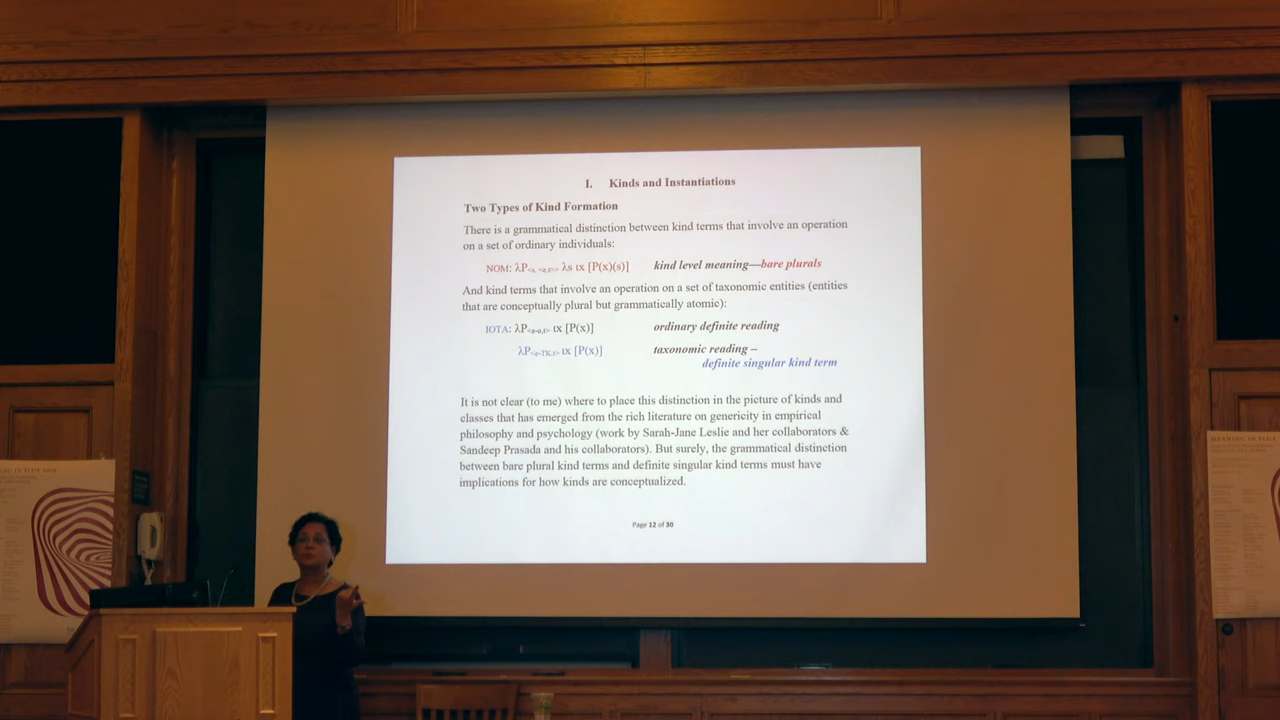 I. Kinds and Instantiations
Two Types of Kind Formation
There is a grammatical distinction between kind terms that involve an operation
on a set of ordinary individuals:
NOM: λP<s, <e,t>> λs ιx [P(x)(s)] kind level meaning—bare plurals
And kind terms that involve an operation on a set of taxonomic entities (entities
that are conceptually plural but grammatically atomic):
IOTA: λP<e-o,t> ιx [P(x)] ordinary definite reading
λP<e-TK,t> ιx [P(x)] taxonomic reading –
definite singular kind term
It is not clear (to me) where to place this distinction in the picture of kinds and
classes that has emerged from the rich literature on genericity in empirical
philosophy and psychology (work by Sarah-Jane Leslie and her collaborators &
Sandeep Prasada and his collaborators). But surely, the grammatical distinction
between bare plural kind terms and definite singular kind terms must have
implications for how kinds are conceptualized.
Page 12 of 30
MEANING IN FLUX